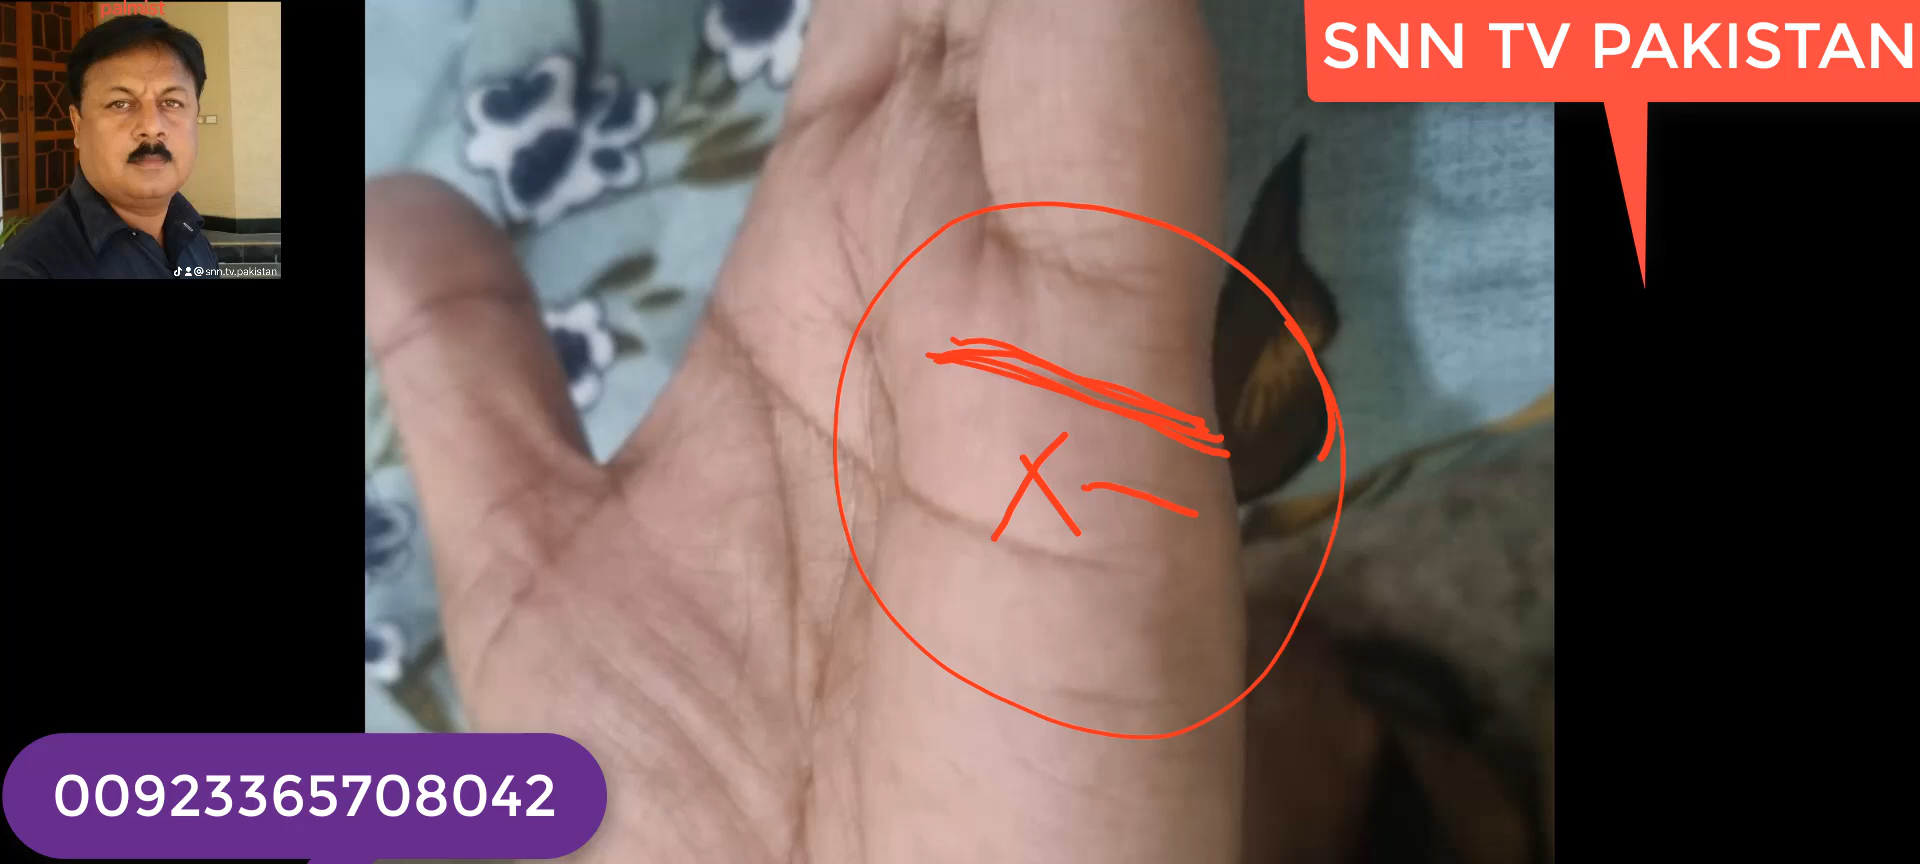 palmist
SNN TV PAKISTAN
@snn.tv.pakistan
X
00923365708042